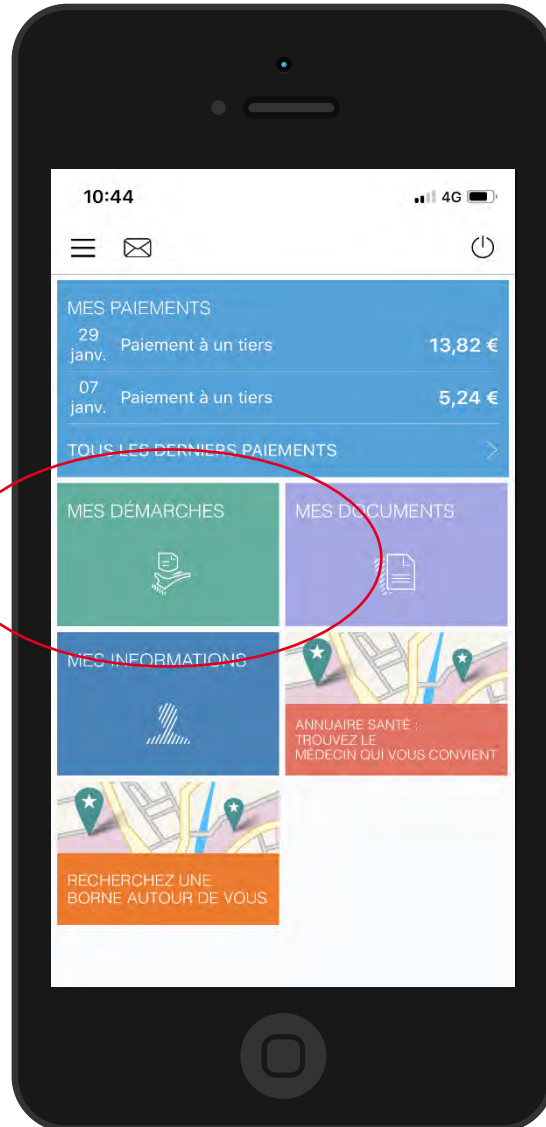 10:44 4G
MES PAIEMENTS
29 janv. Paiement à un tiers 13,82 €
07 janv. Paiement à un tiers 5,24 €
TOUS LES DERNIERS PAIEMENTS
MES DÉMARCHES
MES DOCUMENTS
MES INFORMATIONS
ANNUAIRE SANTÉ :
TROUVEZ LE
MÉDECIN QUI VOUS CONVIENT
RECHERCHEZ UNE
BORNE AUTOUR DE VOUS